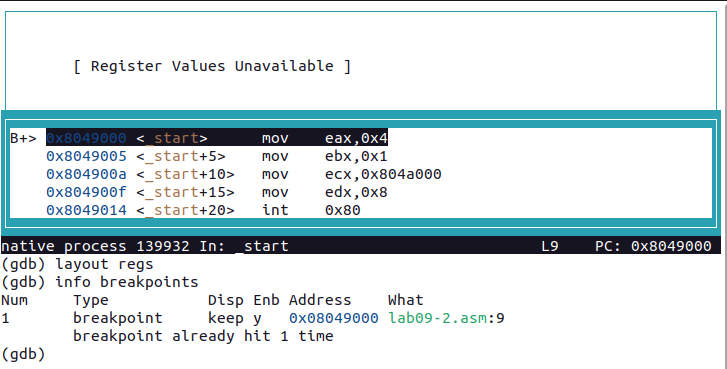 [ Register Values Unavailable ]
B+> 0x8049000 <_start> mov eax,0x4
0x8049005 <_start+5> mov ebx,0x1
0x804900a <_start+10> mov ecx,0x804a000
0x804900f <_start+15> mov edx,0x8
0x8049014 <_start+20> int 0x80
native process 139932 In: _start L9 PC: 0x8049000
(gdb) layout regs
(gdb) info breakpoints
Num Type Disp Enb Address What
1 breakpoint keep y 0x08049000 lab09-2.asm:9
breakpoint already hit 1 time
(gdb)